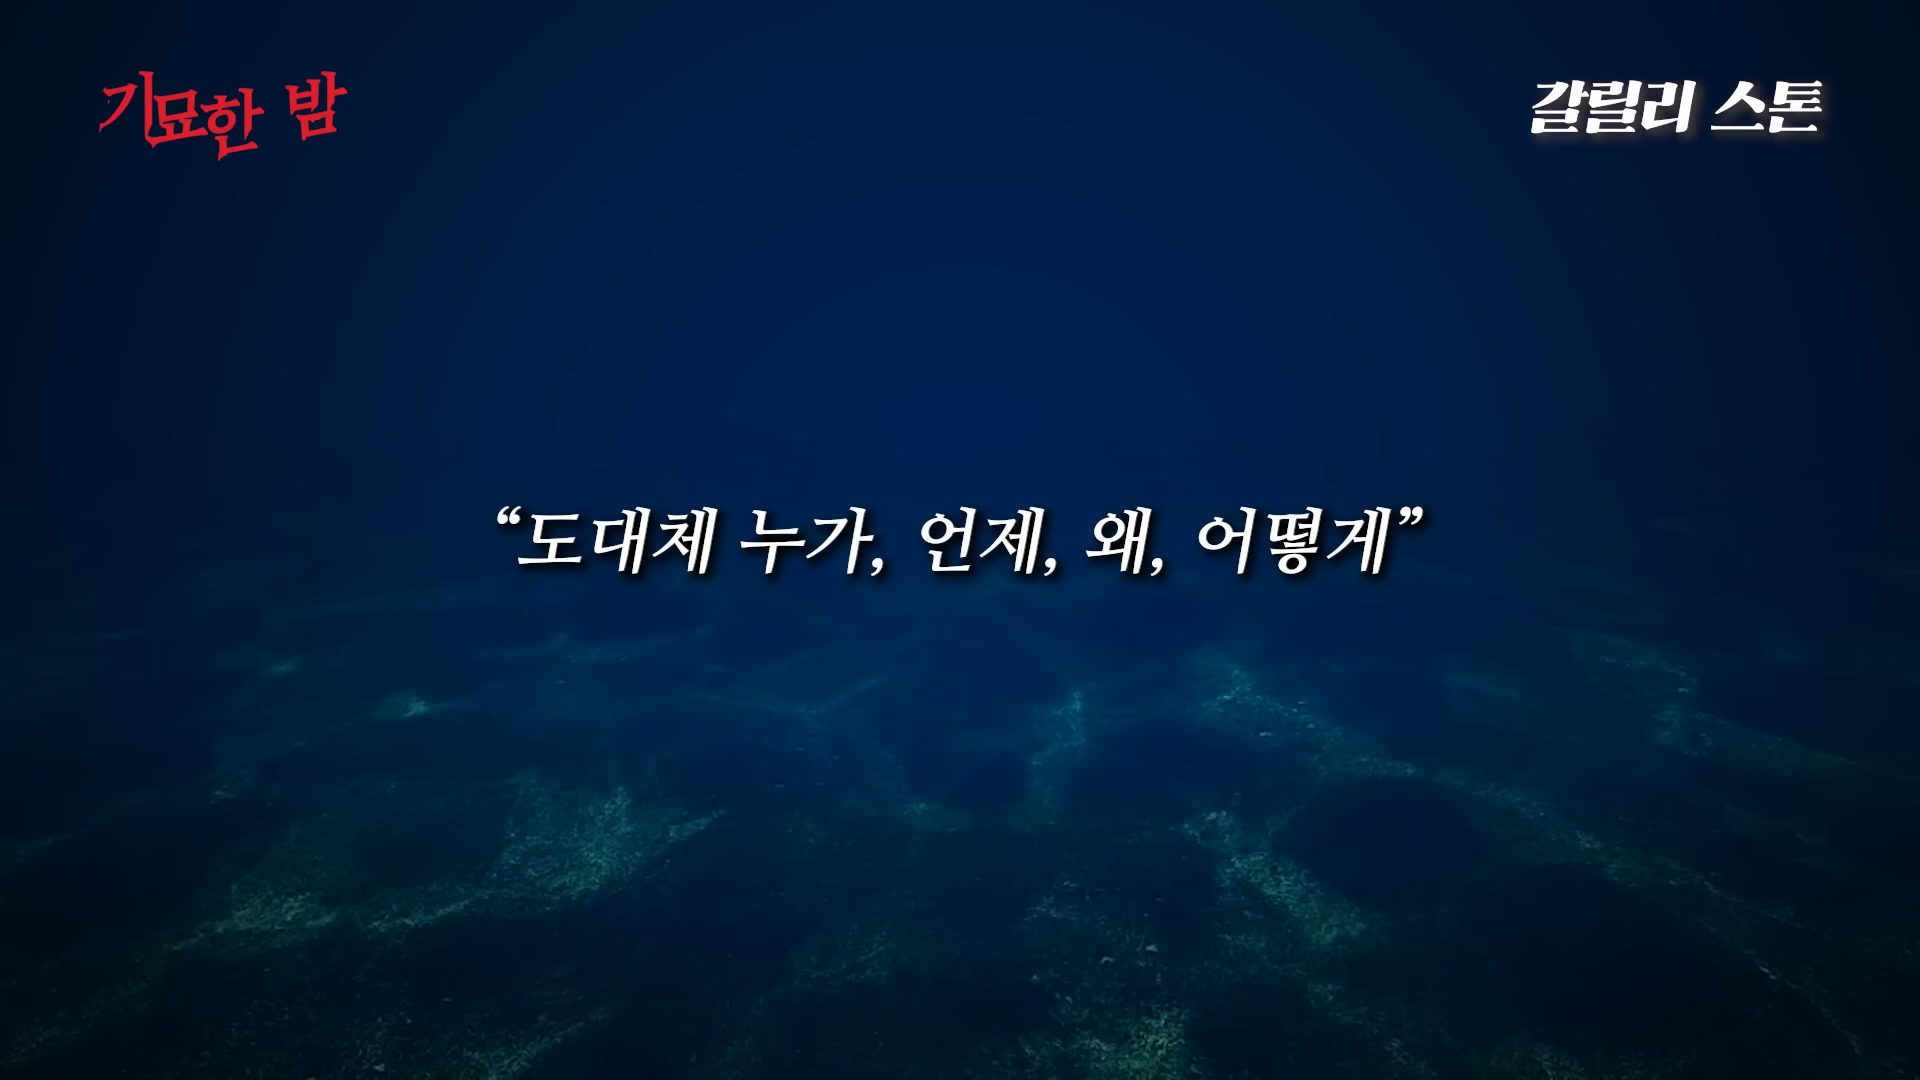 기묘한 밤
갈릴리 스톤
“도대체 누가, 언제, 왜, 어떻게”